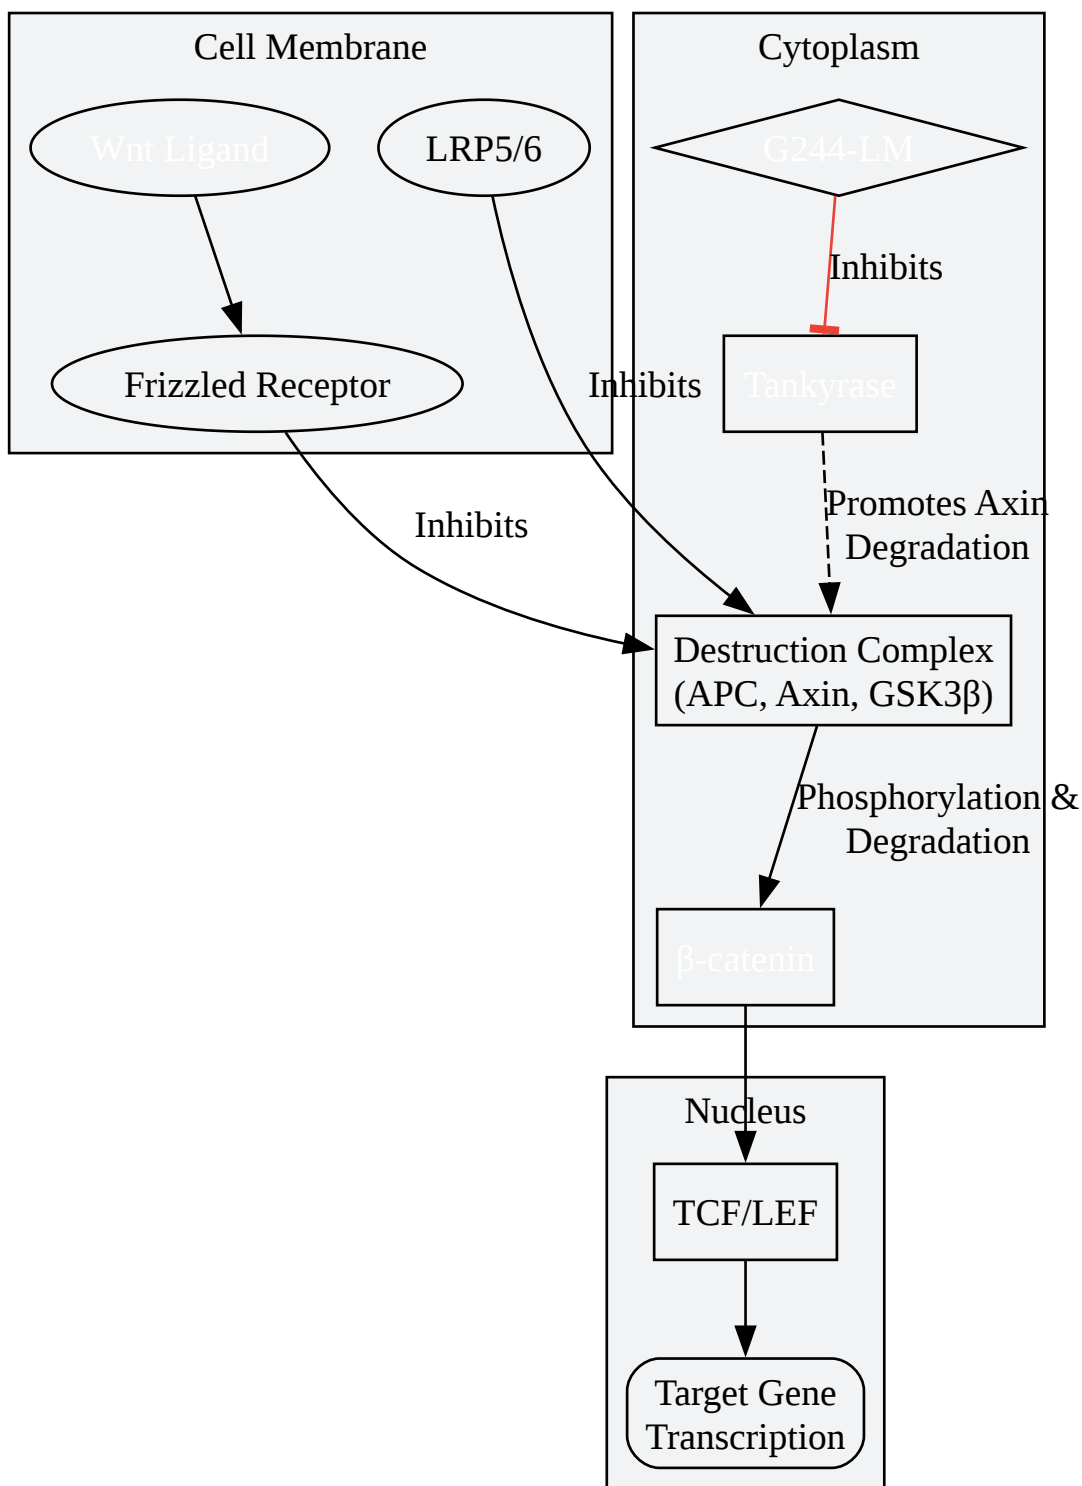 Cell Membrane
Cytoplasm
Wnt Ligand
LRP5/6
G244-LM
Inhibits
Frizzled Receptor
Inhibits
Tankyrase
Inhibits
Promotes Axin
Degradation
Destruction Complex
(APC, Axin, GSK3β)
Phosphorylation &
Degradation
β-catenin
Nucleus
TCF/LEF
Target Gene
Transcription